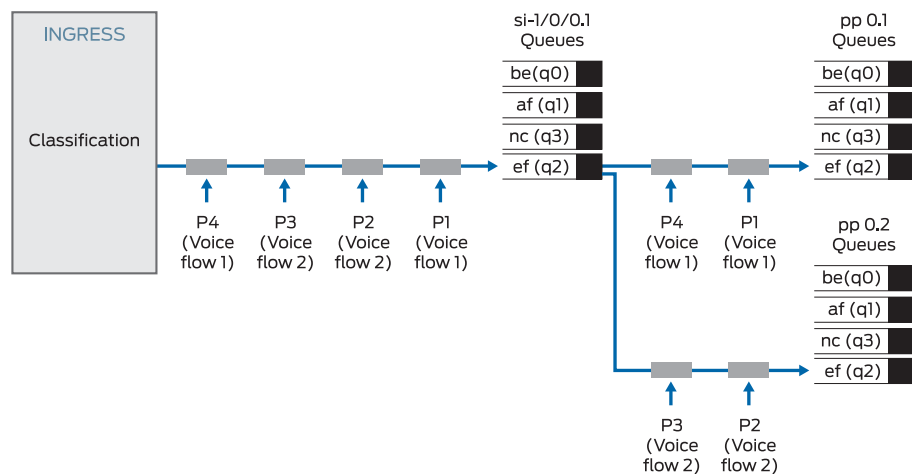 INGRESS
Classification
P4
(Voice
flow 1)
P3
(Voice
flow 2)
P2
(Voice
flow 2)
P1
(Voice
flow 1)
si-1/0/0.1
Queues
be(q0)
af (q1)
nc (q3)
ef (q2)
P4
(Voice
flow 1)
P1
(Voice
flow 1)
pp 0.1
Queues
be(q0)
af (q1)
nc (q3)
ef (q2)
pp 0.2
Queues
be(q0)
af (q1)
nc (q3)
ef (q2)
P3
(Voice
flow 2)
P2
(Voice
flow 2)